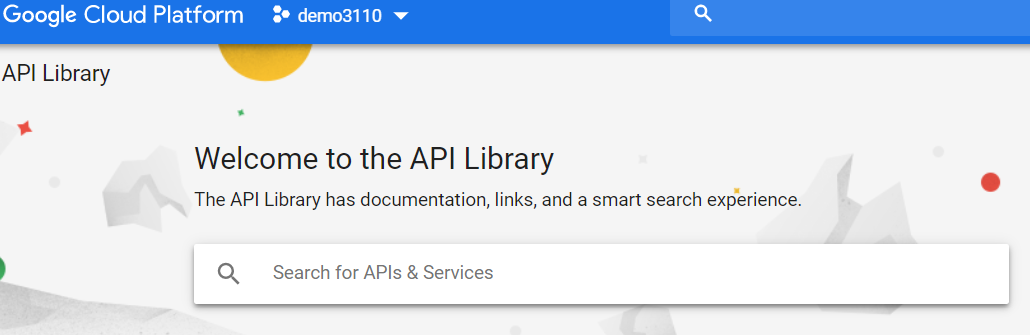 Google Cloud Platform demo3110
API Library
Welcome to the API Library
The API Library has documentation, links, and a smart search experience.
Search for APIs & Services